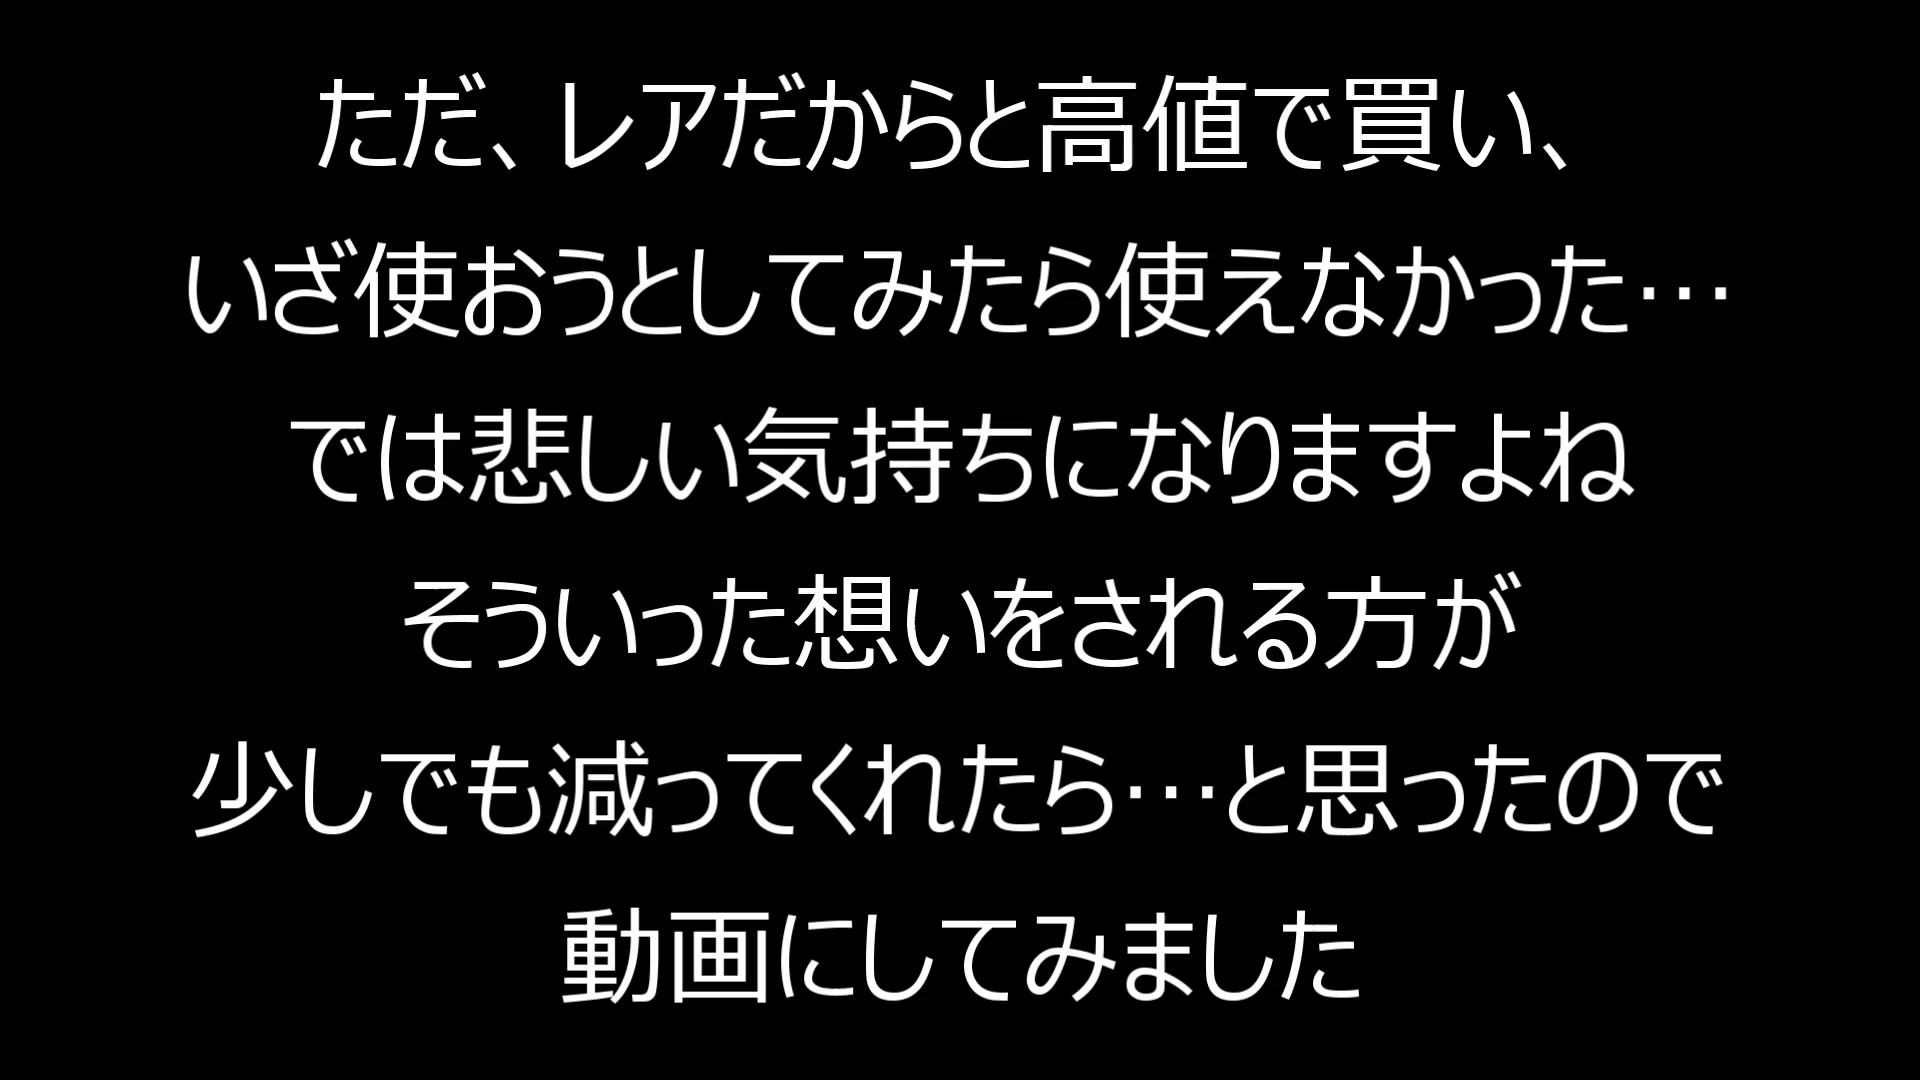 ただ、レアだからと高値で買い、
いざ使おうとしてみたら使えなかった…
では悲しい気持ちになりますよね
そういった想いをされる方が
少しでも減ってくれたら…と思ったので
動画にしてみました